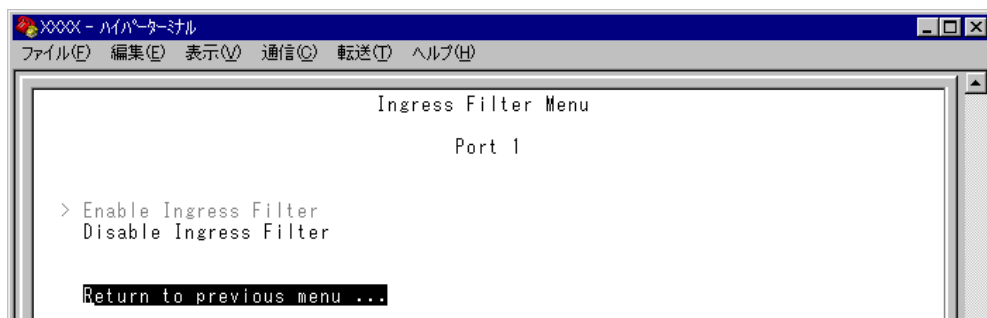 XXXX - ハイパーターミナル
ファイル(F) 編集(E) 表示(V) 通信(C) 転送(T) ヘルプ(H)
Ingress Filter Menu
Port 1
> Enable Ingress Filter
Disable Ingress Filter
Return to previous menu ...